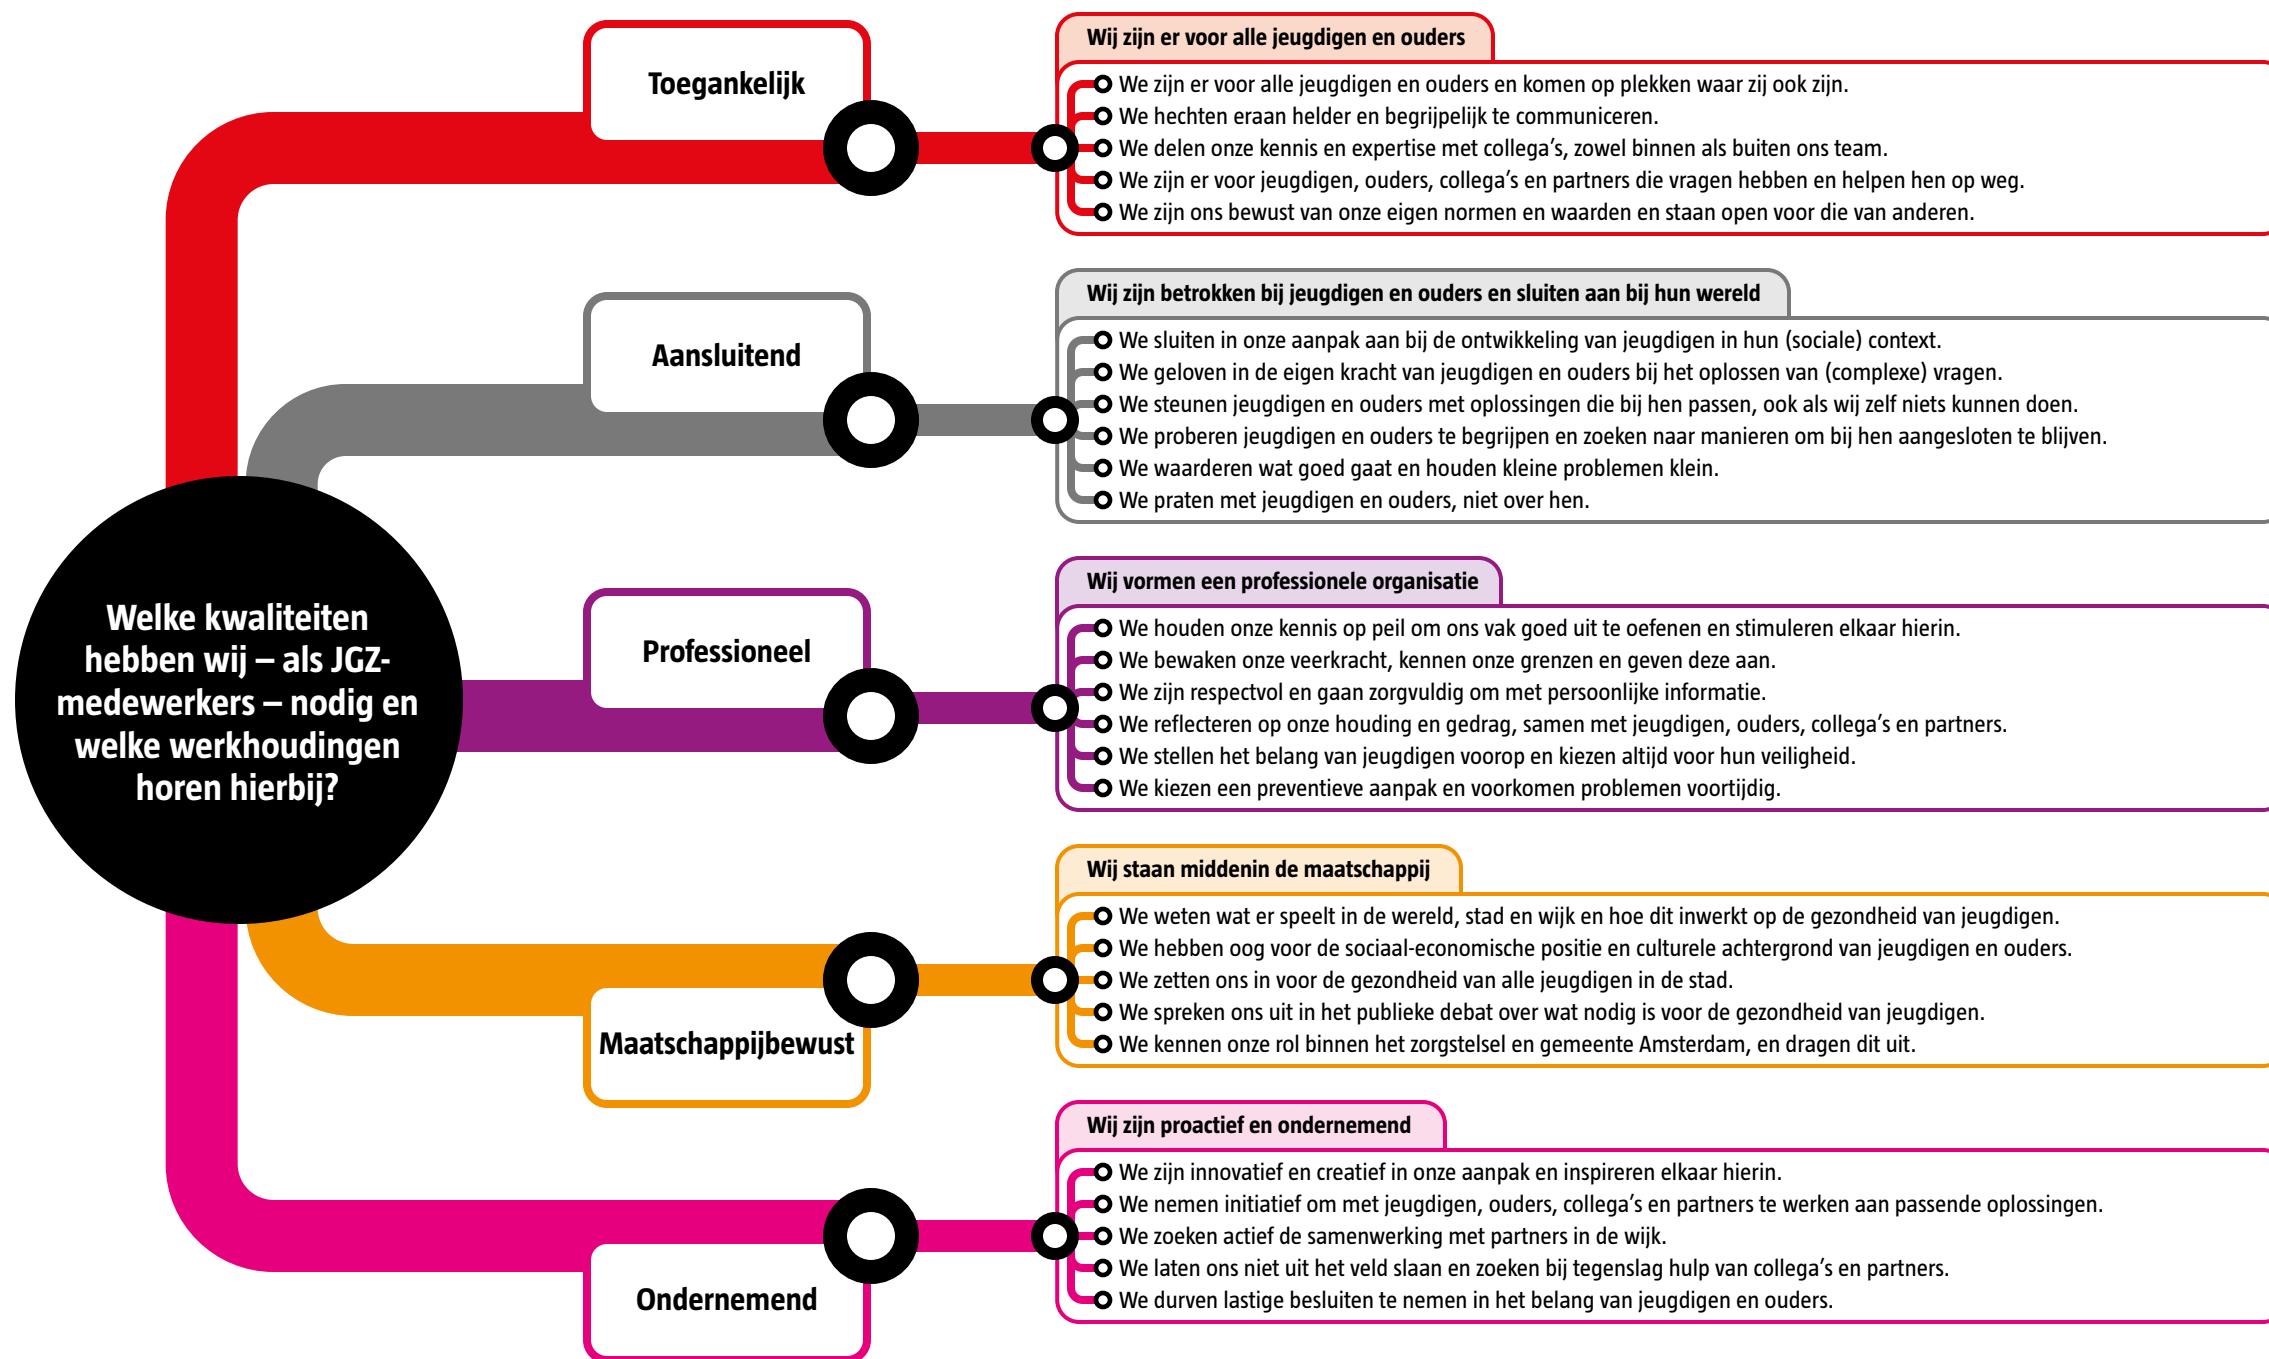 Welke kwaliteiten
hebben wij – als JGZ-
medewerkers – nodig en
welke werkhoudingen
horen hierbij?
Toegankelijk
Wij zijn er voor alle jeugdigen en ouders
We zijn er voor alle jeugdigen en ouders en komen op plekken waar zij ook zijn.
We hechten eraan helder en begrijpelijk te communiceren.
We delen onze kennis en expertise met collega's, zowel binnen als buiten ons team.
We zijn er voor jeugdigen, ouders, collega's en partners die vragen hebben en helpen hen op weg.
We zijn ons bewust van onze eigen normen en waarden en staan open voor die van anderen.
Aansluitend
Wij zijn betrokken bij jeugdigen en ouders en sluiten aan bij hun wereld
We sluiten in onze aanpak aan bij de ontwikkeling van jeugdigen in hun (sociale) context.
We geloven in de eigen kracht van jeugdigen en ouders bij het oplossen van (complexe) vragen.
We steunen jeugdigen en ouders met oplossingen die bij hen passen, ook als wij zelf niets kunnen doen.
We proberen jeugdigen en ouders te begrijpen en zoeken naar manieren om bij hen aangesloten te blijven.
We waarderen wat goed gaat en houden kleine problemen klein.
We praten met jeugdigen en ouders, niet over hen.
Professioneel
Wij vormen een professionele organisatie
We houden onze kennis op peil om ons vak goed uit te oefenen en stimuleren elkaar hierin.
We bewaken onze veerkracht, kennen onze grenzen en geven deze aan.
We zijn respectvol en gaan zorgvuldig om met persoonlijke informatie.
We reflecteren op onze houding en gedrag, samen met jeugdigen, ouders, collega's en partners.
We stellen het belang van jeugdigen voorop en kiezen altijd voor hun veiligheid.
We kiezen een preventieve aanpak en voorkomen problemen voortijdig.
Maatschappijbewust
Wij staan middenin de maatschappij
We weten wat er speelt in de wereld, stad en wijk en hoe dit inwerkt op de gezondheid van jeugdigen.
We hebben oog voor de sociaal-economische positie en culturele achtergrond van jeugdigen en ouders.
We zetten ons in voor de gezondheid van alle jeugdigen in de stad.
We spreken ons uit in het publieke debat over wat nodig is voor de gezondheid van jeugdigen.
We kennen onze rol binnen het zorgstelsel en gemeente Amsterdam, en dragen dit uit.
Ondernemend
Wij zijn proactief en ondernemend
We zijn innovatief en creatief in onze aanpak en inspireren elkaar hierin.
We nemen initiatief om met jeugdigen, ouders, collega's en partners te werken aan passende oplossingen.
We zoeken actief de samenwerking met partners in de wijk.
We laten ons niet uit het veld slaan en zoeken bij tegenslag hulp van collega's en partners.
We durven lastige besluiten te nemen in het belang van jeugdigen en ouders.